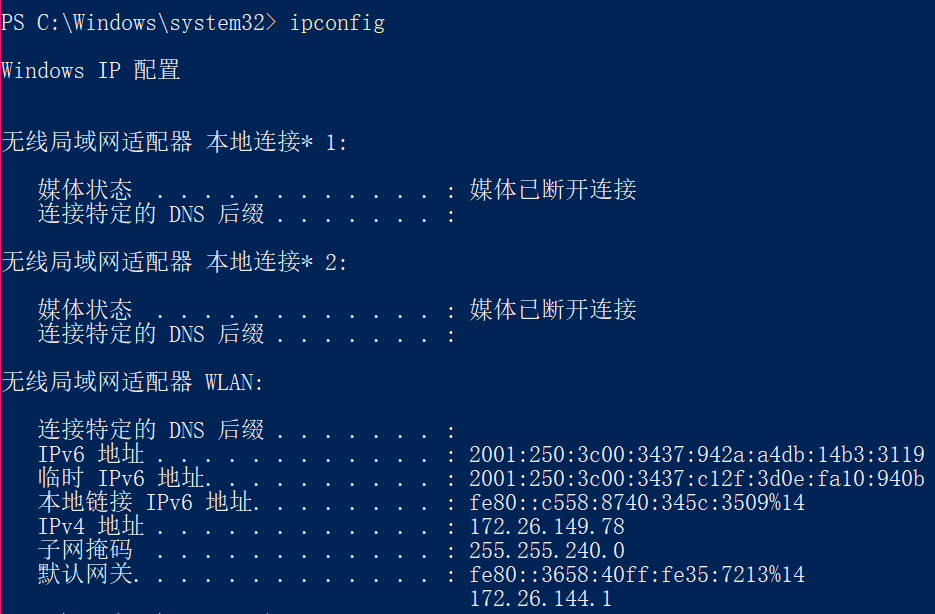 PS C:\Windows\system32> ipconfig
Windows IP 配置
无线局域网适配器 本地连接* 1:
媒体状态  . . . . . . . . . . . . : 媒体已断开连接
连接特定的 DNS 后缀 . . . . . . . :
无线局域网适配器 本地连接* 2:
媒体状态  . . . . . . . . . . . . : 媒体已断开连接
连接特定的 DNS 后缀 . . . . . . . :
无线局域网适配器 WLAN:
连接特定的 DNS 后缀 . . . . . . . :
IPv6 地址 . . . . . . . . . . . . : 2001:250:3c00:3437:942a:a4db:14b3:3119
临时 IPv6 地址. . . . . . . . . . : 2001:250:3c00:3437:c12f:3d0e:fa10:940b
本地链接 IPv6 地址. . . . . . . . : fe80::c558:8740:345c:3509%14
IPv4 地址 . . . . . . . . . . . . : 172.26.149.78
子网掩码  . . . . . . . . . . . . : 255.255.240.0
默认网关. . . . . . . . . . . . . : fe80::3658:40ff:fe35:7213%14
172.26.144.1